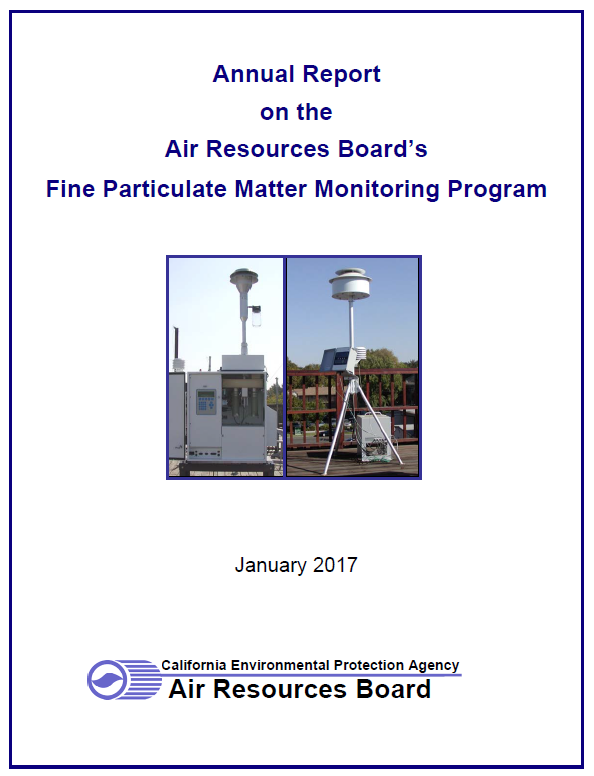 Annual Report
on the
Air Resources Board's
Fine Particulate Matter Monitoring Program
January 2017
California Environmental Protection Agency
Air Resources Board